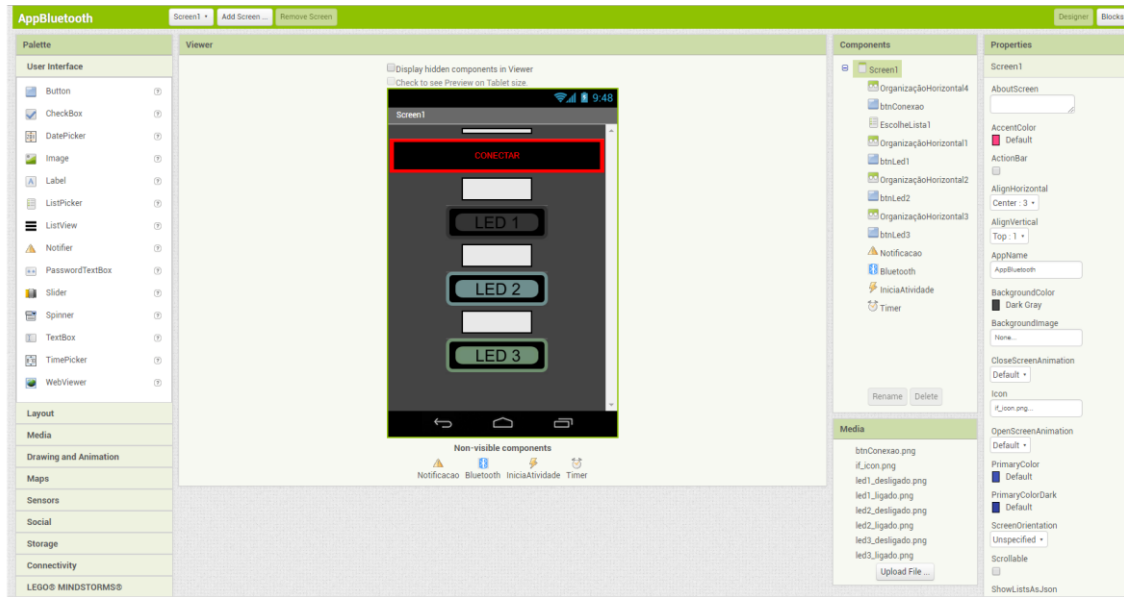 AppBluetooth
Screen1
Add Screen ...
Remove Screen
Designer
Blocks
Palette
User Interface
Button
CheckBox
DatePicker
Image
Label
ListPicker
ListView
Notifier
PasswordTextBox
Slider
Spinner
TextBox
TimePicker
WebViewer
Layout
Media
Drawing and Animation
Maps
Sensors
Social
Storage
Connectivity
LEGO® MINDSTORMS®
Viewer
Display hidden components in Viewer
Check to see Preview on Tablet size.
9:48
Screen1
CONECTAR
LED 1
LED 2
LED 3
Non-visible components
Notificacao Bluetooth IniciaAtividade Timer
Components
Screen1
OrganizaçãoHorizontal4
btnConexao
EscolheLista1
OrganizaçãoHorizontal1
btnLed1
OrganizaçãoHorizontal2
btnLed2
OrganizaçãoHorizontal3
btnLed3
Notificacao
Bluetooth
IniciaAtividade
Timer
Rename Delete
Media
btnConexao.png
if_icon.png
led1_desligado.png
led1_ligado.png
led2_desligado.png
led2_ligado.png
led3_desligado.png
led3_ligado.png
Upload File ...
Properties
Screen1
AboutScreen
AccentColor
Default
ActionBar
AlignHorizontal
Center : 3
AlignVertical
Top : 1
AppName
AppBluetooth
BackgroundColor
Dark Gray
BackgroundImage
None...
CloseScreenAnimation
Default
Icon
if_icon.png...
OpenScreenAnimation
Default
PrimaryColor
Default
PrimaryColorDark
Default
ScreenOrientation
Unspecified
Scrollable
ShowListsAsJson